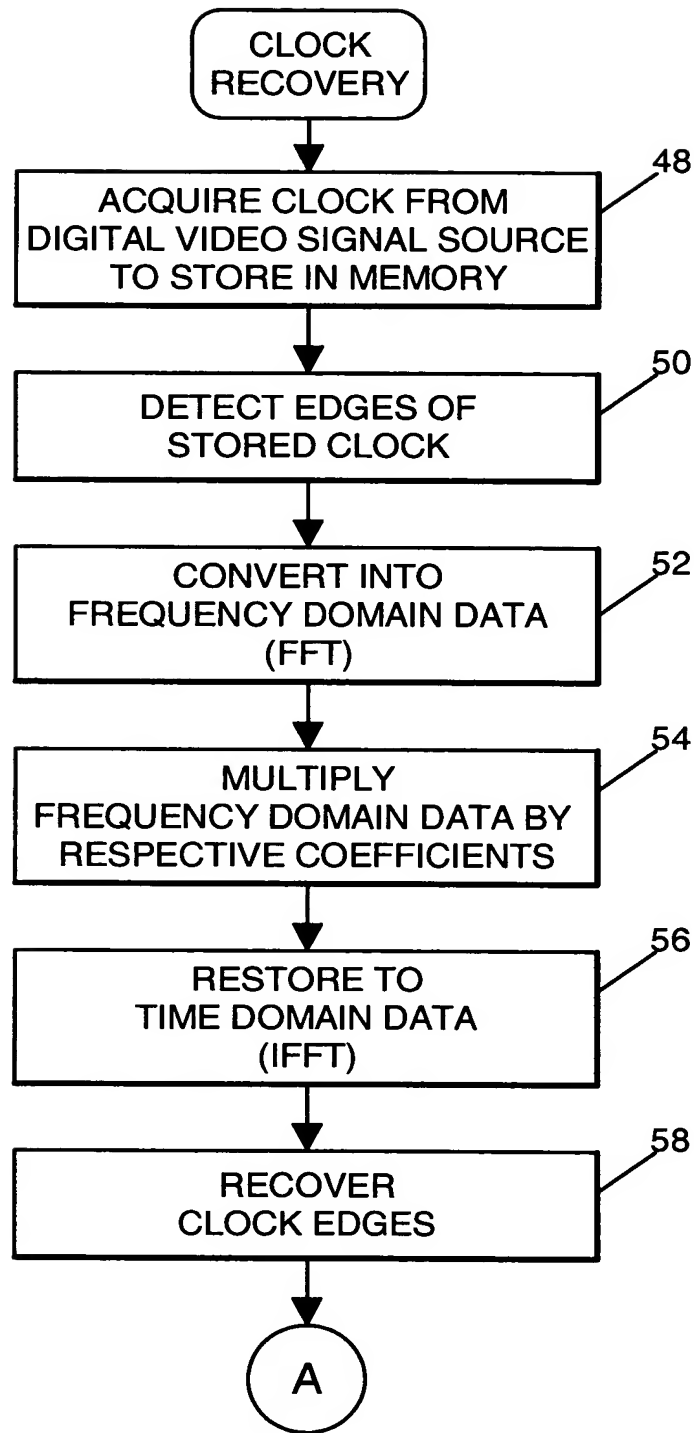 CLOCK
RECOVERY
48
ACQUIRE CLOCK FROM
DIGITAL VIDEO SIGNAL SOURCE
TO STORE IN MEMORY
50
DETECT EDGES OF
STORED CLOCK
52
CONVERT INTO
FREQUENCY DOMAIN DATA
(FFT)
54
MULTIPLY
FREQUENCY DOMAIN DATA BY
RESPECTIVE COEFFICIENTS
56
RESTORE TO
TIME DOMAIN DATA
(IFFT)
58
RECOVER
CLOCK EDGES
A